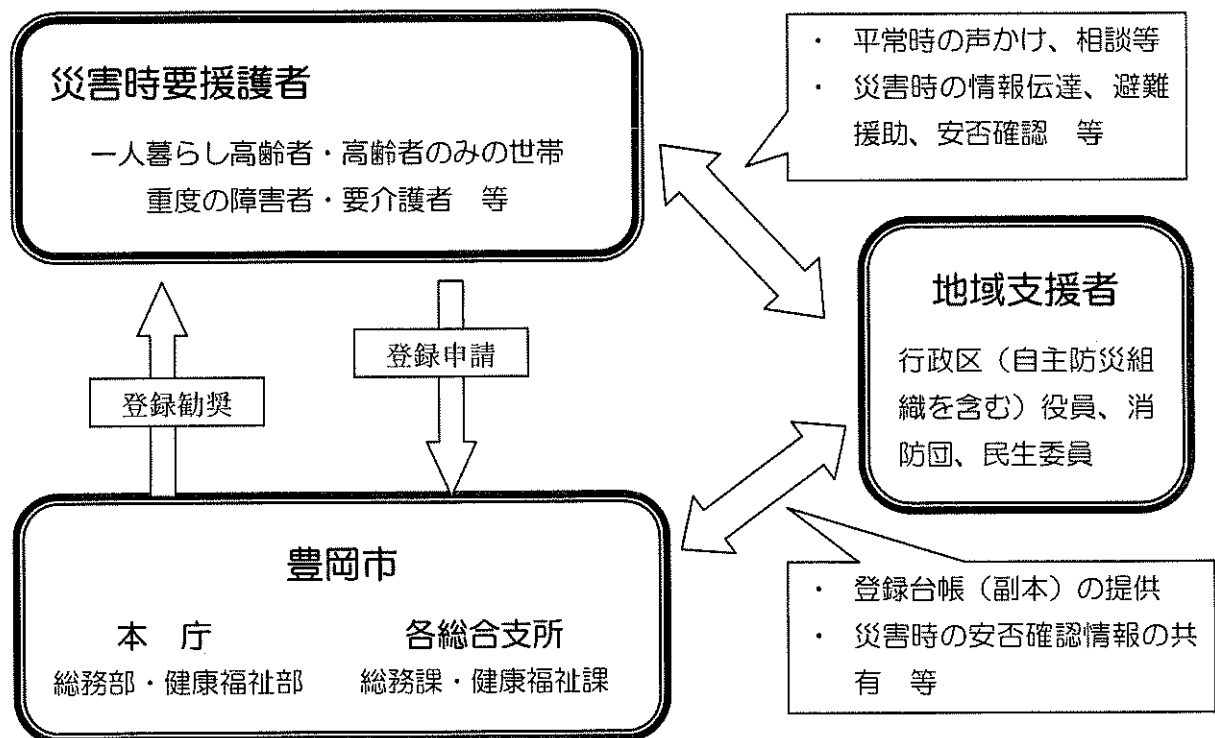 災害時要援護者
一人暮らし高齢者・高齢者のみの世帯
重度の障害者・要介護者　等
・　平常時の声かけ、相談等
・　災害時の情報伝達、避難
援助、安否確認　等
地域支援者
行政区（自主防災組
織を含む）役員、消
防団、民生委員
登録勧奨
登録申請
豊岡市
本　庁
総務部・健康福祉部
各総合支所
総務課・健康福祉課
・　登録台帳（副本）の提供
・　災害時の安否確認情報の共
有　等